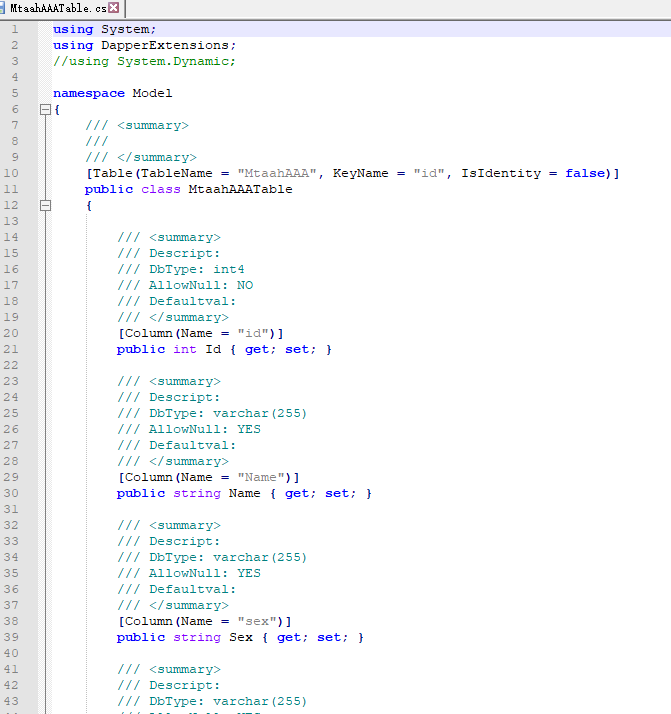 MtaahAAATable.cs
1 using System;
2 using DapperExtensions;
3 //using System.Dynamic;
4
5 namespace Model
6 {
7 /// <summary>
8 ///
9 /// </summary>
10 [Table(TableName = "MtaahAAA", KeyName = "id", IsIdentity = false)]
11 public class MtaahAAATable
12 {
13
14 /// <summary>
15 /// Descript:
16 /// DbType: int4
17 /// AllowNull: NO
18 /// Defaultval:
19 /// </summary>
20 [Column(Name = "id")]
21 public int Id { get; set; }
22
23 /// <summary>
24 /// Descript:
25 /// DbType: varchar(255)
26 /// AllowNull: YES
27 /// Defaultval:
28 /// </summary>
29 [Column(Name = "Name")]
30 public string Name { get; set; }
31
32 /// <summary>
33 /// Descript:
34 /// DbType: varchar(255)
35 /// AllowNull: YES
36 /// Defaultval:
37 /// </summary>
38 [Column(Name = "sex")]
39 public string Sex { get; set; }
40
41 /// <summary>
42 /// Descript:
43 /// DbType: varchar(255)